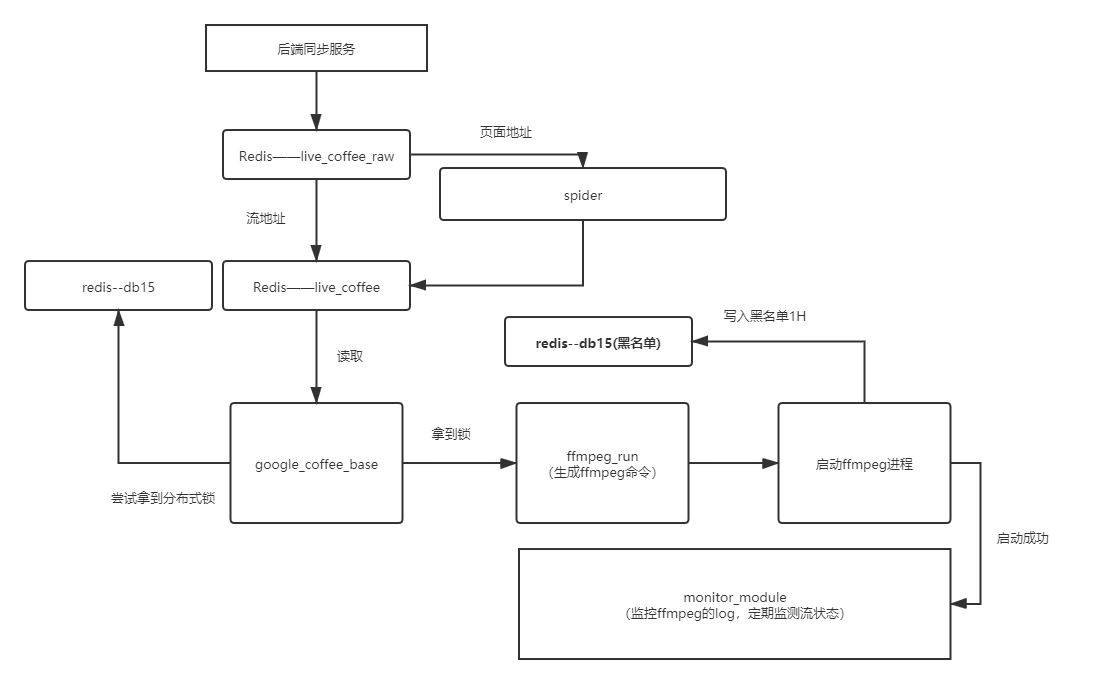 后端同步服务
页面地址
Redis——live_coffee_raw
spider
流地址
redis--db15
Redis——live_coffee
写入黑名单1H
redis--db15(黑名单)
读取
拿到锁
google_coffee_base
ffmpeg_run
（生成ffmpeg命令）
启动ffmpeg进程
尝试拿到分布式锁
启动成功
monitor_module
（监控ffmpeg的log，定期监测流状态）